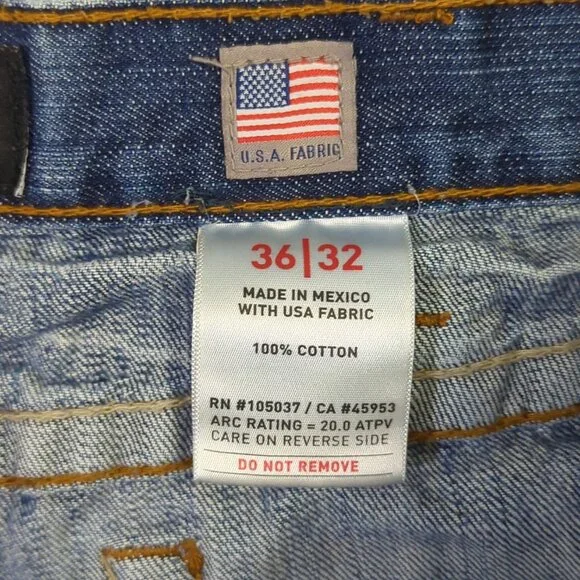 U.S.A. FABRIC
36|32
MADE IN MEXICO
WITH USA FABRIC
100% COTTON
RN #105037 / CA #45953
ARC RATING = 20.0 ATPV
CARE ON REVERSE SIDE
DO NOT REMOVE